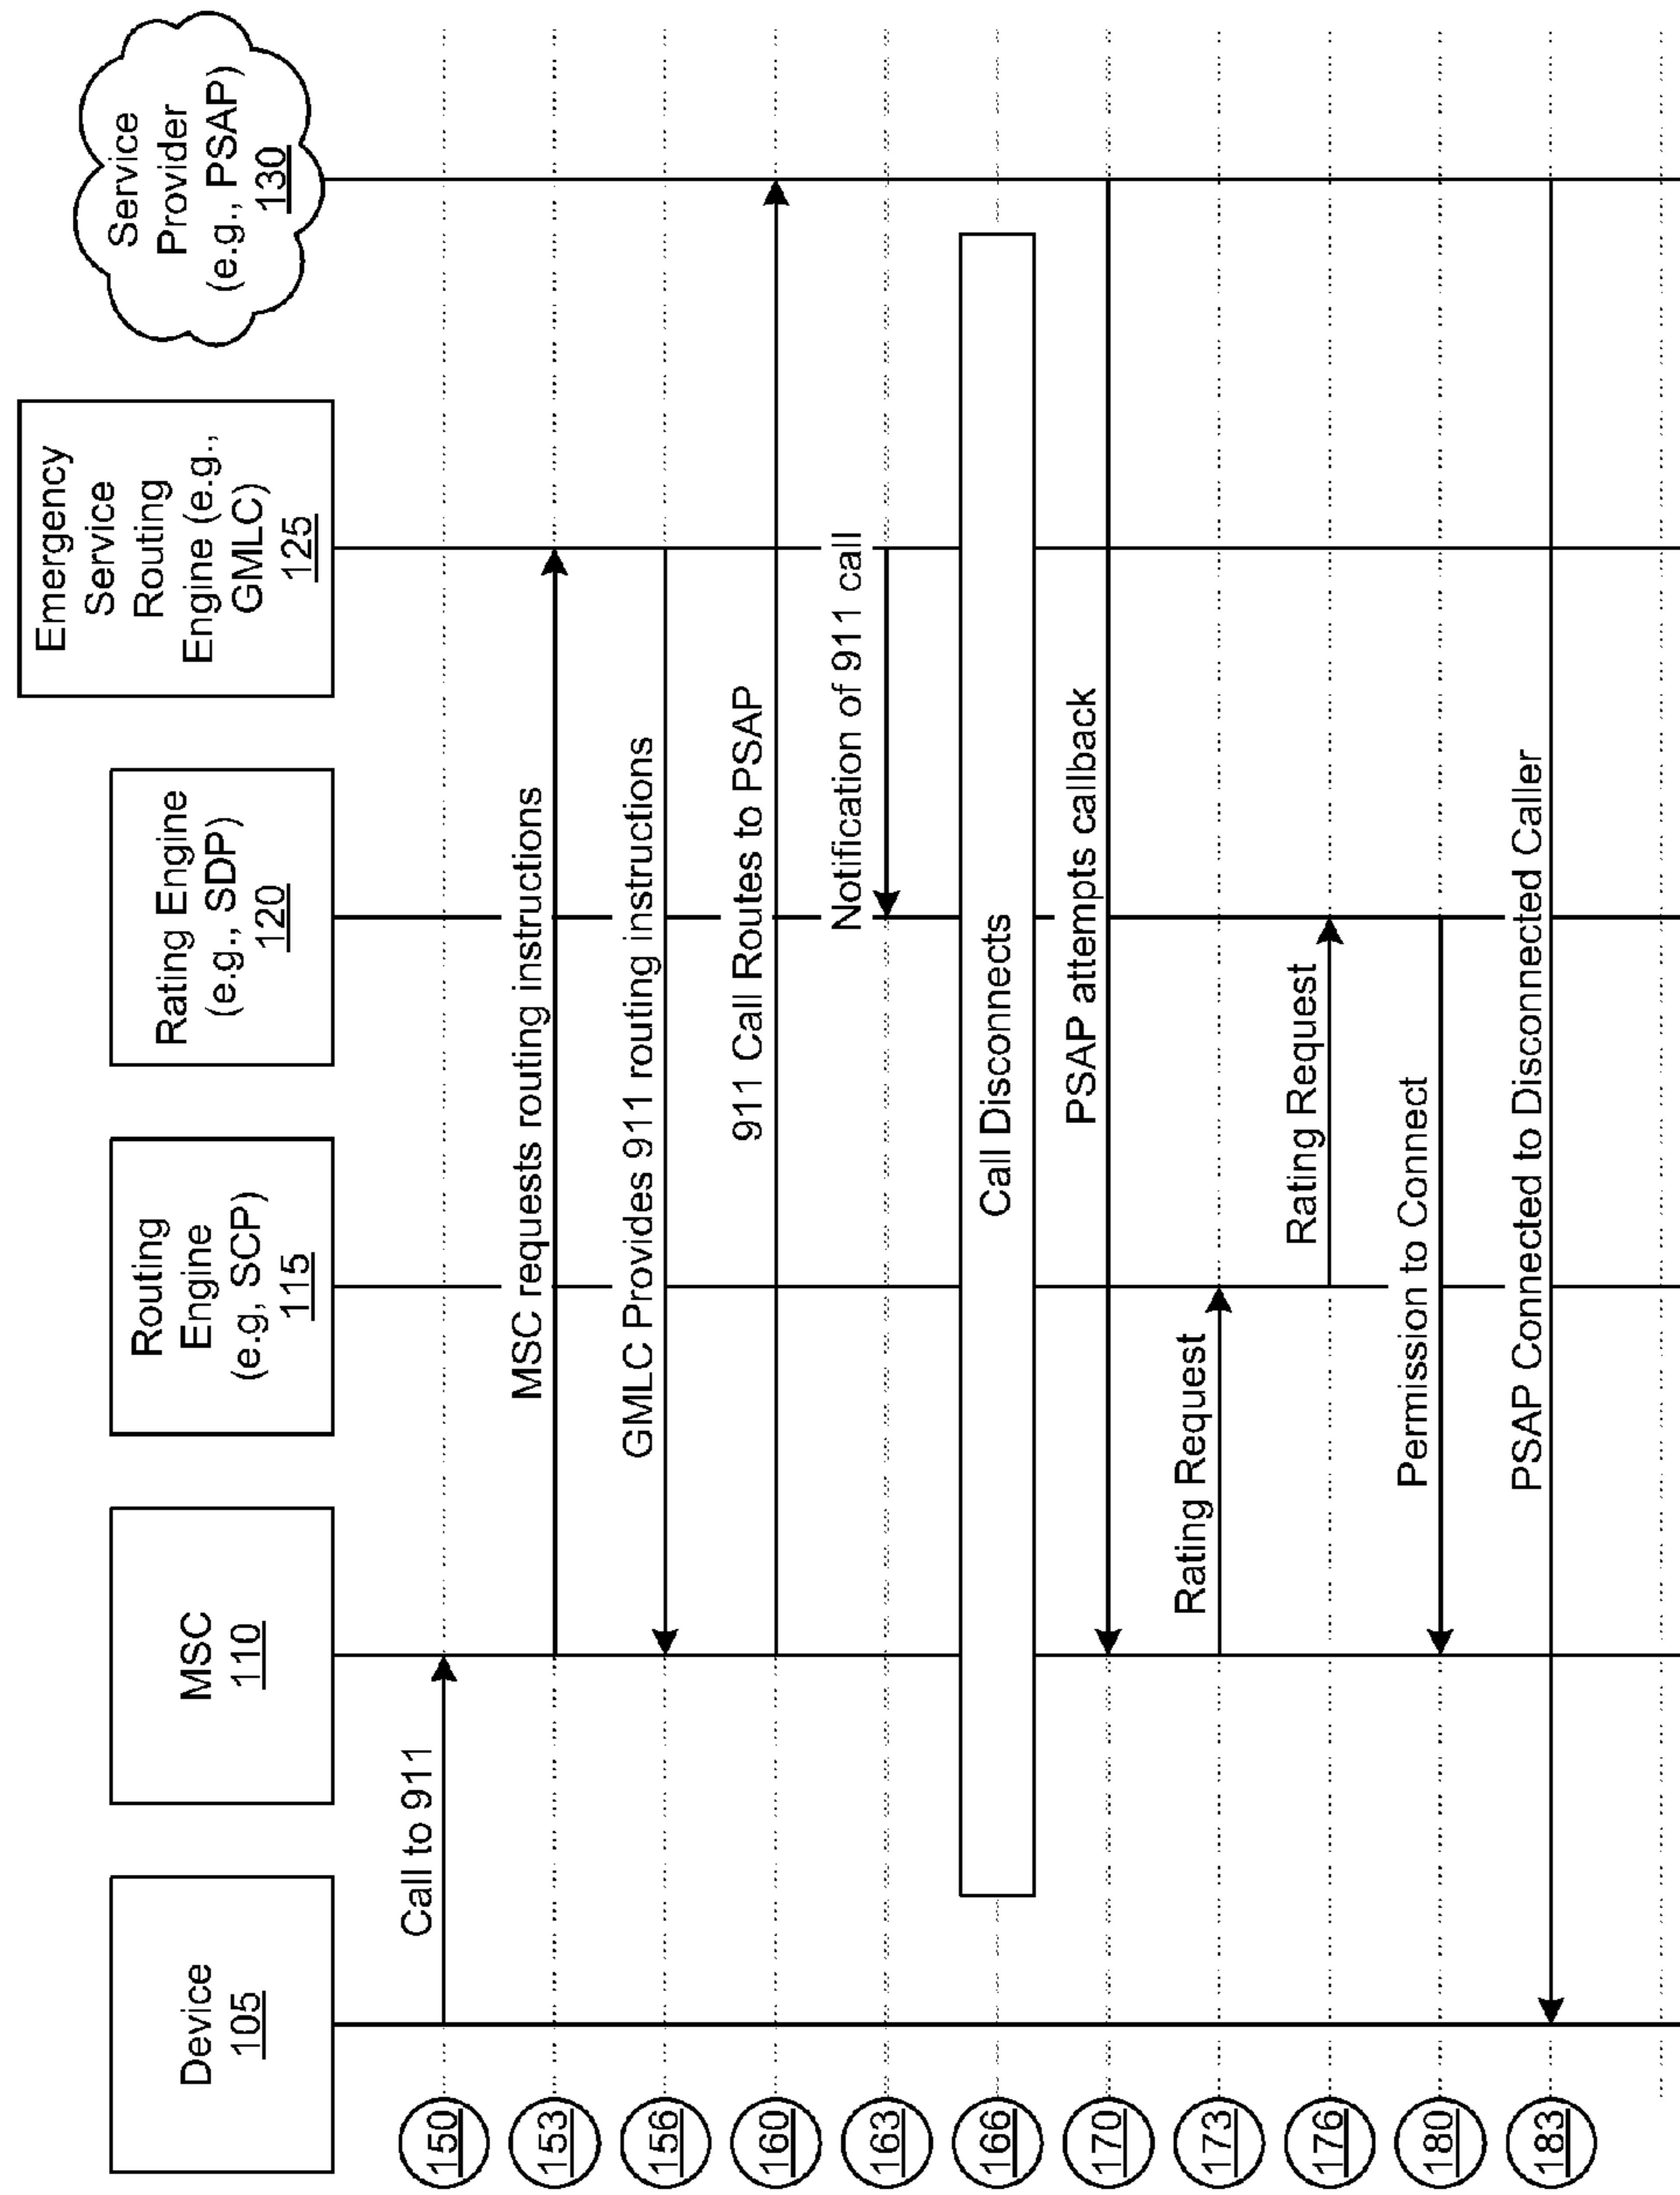 Device
105
MSC
110
Routing
Engine
(e.g, SCP)
115
Rating Engine
(e.g., SDP)
120
Emergency
Service
Routing
Engine (e.g.,
GMLC)
125
Service
Provider
(e.g., PSAP)
130
150
Call to 911
153
MSC requests routing instructions
156
GMLC Provides 911 routing instructions
160
911 Call Routes to PSAP
163
Notification of 911 call
166
Call Disconnects
170
PSAP attempts callback
173
Rating Request
176
Rating Request
180
Permission to Connect
183
PSAP Connected to Disconnected Caller